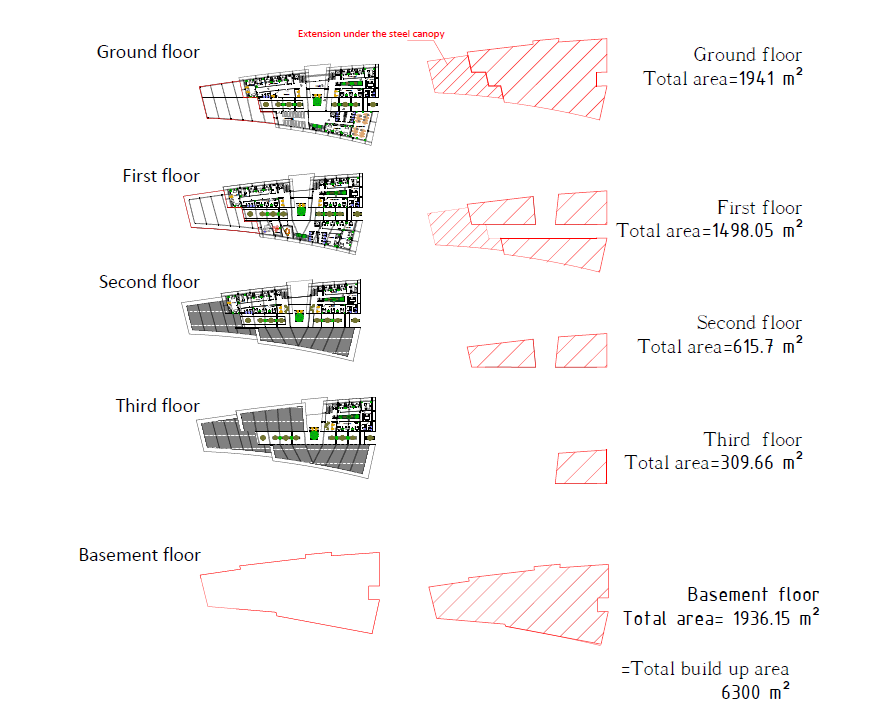 Extension under the steel canopy
Ground floor
Ground floor
Total area=1941 m²
First floor
First floor
Total area=1498.05 m²
Second floor
Second floor
Total area=615.7 m²
Third floor
Third floor
Total area=309.66 m²
Basement floor
Basement floor
Total area= 1936.15 m²
=Total build up area
6300 m²